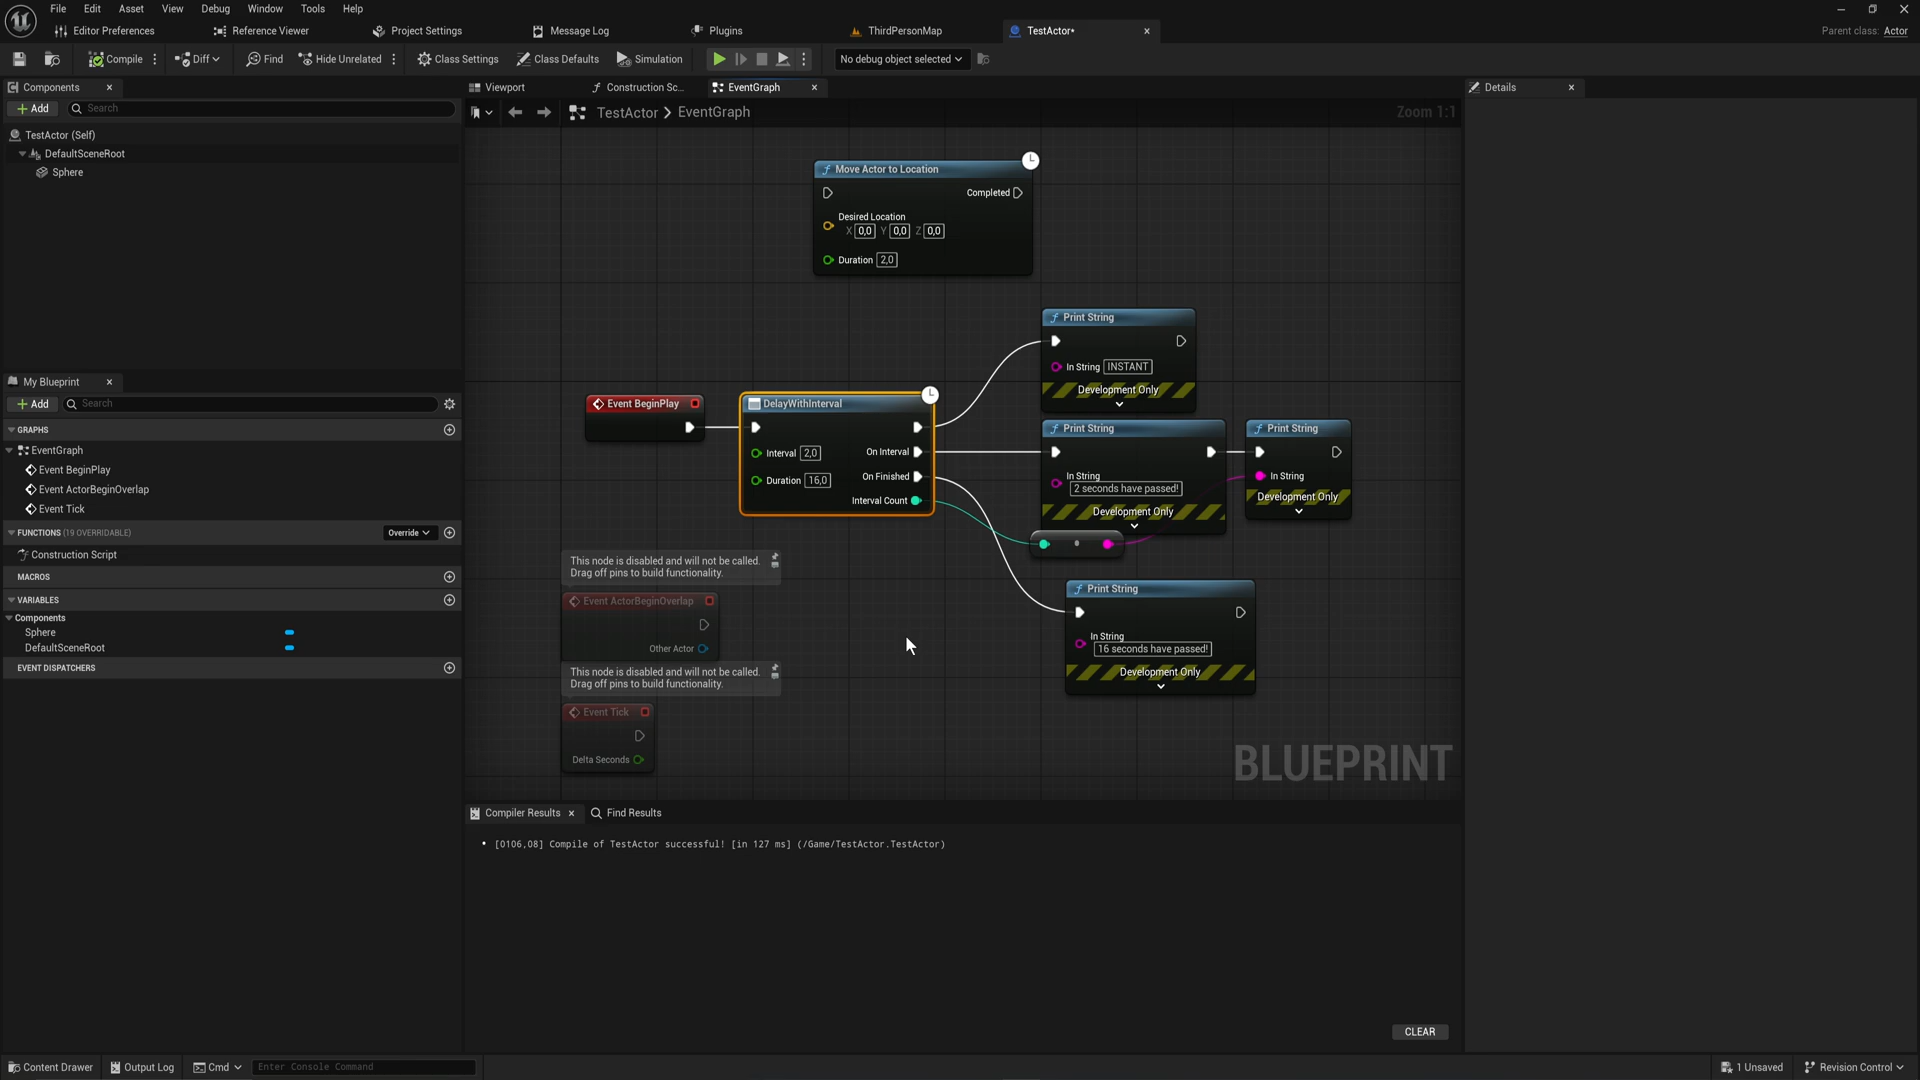 File Edit Asset View Debug Window Tools Help
Editor Preferences Reference Viewer Project Settings Message Log Plugins ThirdPersonMap TestActor* Parent class: Actor
Compile Diff Find Hide Unrelated Class Settings Class Defaults Simulation No debug object selected
Components
Add Search
TestActor (Self)
DefaultSceneRoot
Sphere
My Blueprint
Add Search
GRAPHS
EventGraph
Event BeginPlay
Event ActorBeginOverlap
Event Tick
FUNCTIONS (19 OVERRIDABLE) Override
Construction Script
MACROS
VARIABLES
Components
Sphere
DefaultSceneRoot
EVENT DISPATCHERS
Viewport Construction Sc... EventGraph
TestActor > EventGraph Zoom 1:1
Move Actor to Location
Completed
Desired Location
X 0,0 Y 0,0 Z 0,0
Duration 2,0
Print String
In String INSTANT
Development Only
Event BeginPlay
DelayWithInterval
Interval 2,0 On Interval
Duration 16,0 On Finished
Interval Count
Print String
In String
2 seconds have passed!
Development Only
Print String
In String
Development Only
This node is disabled and will not be called.
Drag off pins to build functionality.
Event ActorBeginOverlap
Other Actor
Print String
In String
16 seconds have passed!
Development Only
This node is disabled and will not be called.
Drag off pins to build functionality.
Event Tick
Delta Seconds
BLUEPRINT
Compiler Results Find Results
[0106,08] Compile of TestActor successful! [in 127 ms] (/Game/TestActor.TestActor)
CLEAR
Details
Content Drawer Output Log Cmd Enter Console Command 1 Unsaved Revision Control